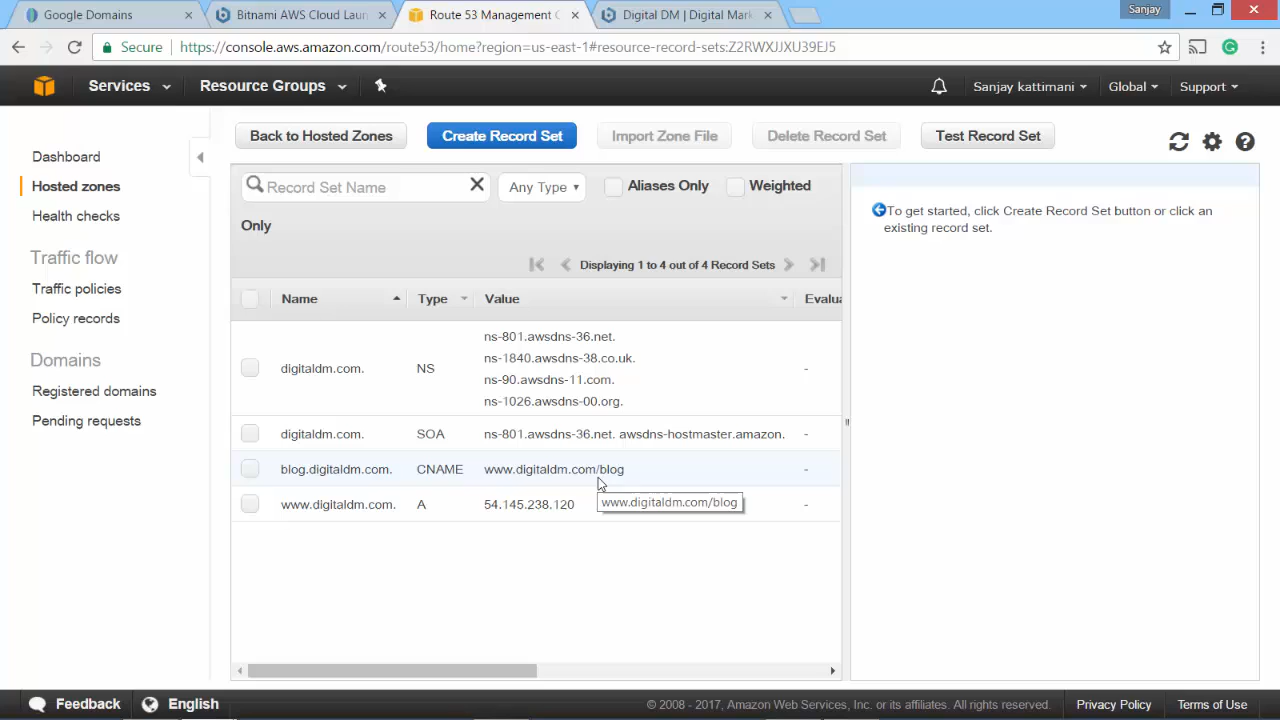 Google Domains
Bitnami AWS Cloud Laun
Route 53 Management C
Digital DM | Digital Mark
Sanjay
Secure https://console.aws.amazon.com/route53/home?region=us-east-1#resource-record-sets:Z2RWXJJXU39EJ5
Services Resource Groups Sanjay kattimani Global Support
Back to Hosted Zones Create Record Set Import Zone File Delete Record Set Test Record Set
Dashboard
Hosted zones
Health checks
Traffic flow
Traffic policies
Policy records
Domains
Registered domains
Pending requests
Record Set Name Any Type Aliases Only Weighted
Only
Displaying 1 to 4 out of 4 Record Sets
Name Type Value Evalua
digitaldm.com. NS ns-801.awsdns-36.net.
ns-1840.awsdns-38.co.uk.
ns-90.awsdns-11.com.
ns-1026.awsdns-00.org.
-
digitaldm.com. SOA ns-801.awsdns-36.net. awsdns-hostmaster.amazon. -
blog.digitaldm.com. CNAME www.digitaldm.com/blog -
www.digitaldm.com. A 54.145.238.120 -
www.digitaldm.com/blog
To get started, click Create Record Set button or click an
existing record set.
Feedback English © 2008 - 2017, Amazon Web Services, Inc. or its affiliates. All rights reserved. Privacy Policy Terms of Use